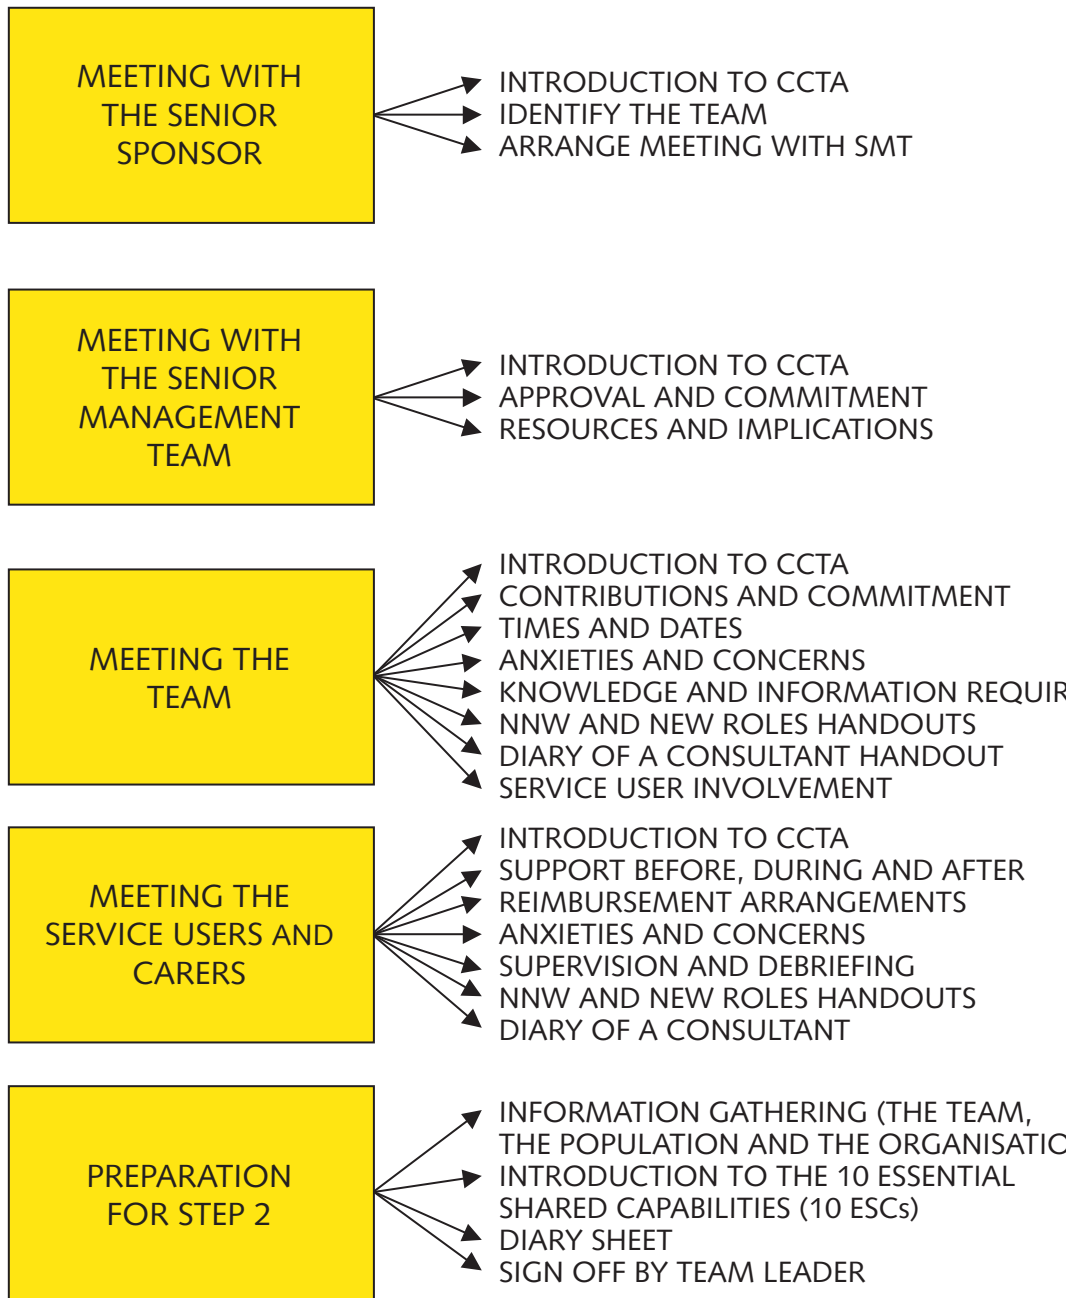 MEETING WITH
THE SENIOR
SPONSOR
INTRODUCTION TO CCTA
IDENTIFY THE TEAM
ARRANGE MEETING WITH SMT
MEETING WITH
THE SENIOR
MANAGEMENT
TEAM
INTRODUCTION TO CCTA
APPROVAL AND COMMITMENT
RESOURCES AND IMPLICATIONS
MEETING THE
TEAM
INTRODUCTION TO CCTA
CONTRIBUTIONS AND COMMITMENT
TIMES AND DATES
ANXIETIES AND CONCERNS
KNOWLEDGE AND INFORMATION REQUIR
NNW AND NEW ROLES HANDOUTS
DIARY OF A CONSULTANT HANDOUT
SERVICE USER INVOLVEMENT
MEETING THE
SERVICE USERS AND
CARERS
INTRODUCTION TO CCTA
SUPPORT BEFORE, DURING AND AFTER
REIMBURSEMENT ARRANGEMENTS
ANXIETIES AND CONCERNS
SUPERVISION AND DEBRIEFING
NNW AND NEW ROLES HANDOUTS
DIARY OF A CONSULTANT
PREPARATION
FOR STEP 2
INFORMATION GATHERING (THE TEAM,
THE POPULATION AND THE ORGANISATIO
INTRODUCTION TO THE 10 ESSENTIAL
SHARED CAPABILITIES (10 ESCs)
DIARY SHEET
SIGN OFF BY TEAM LEADER